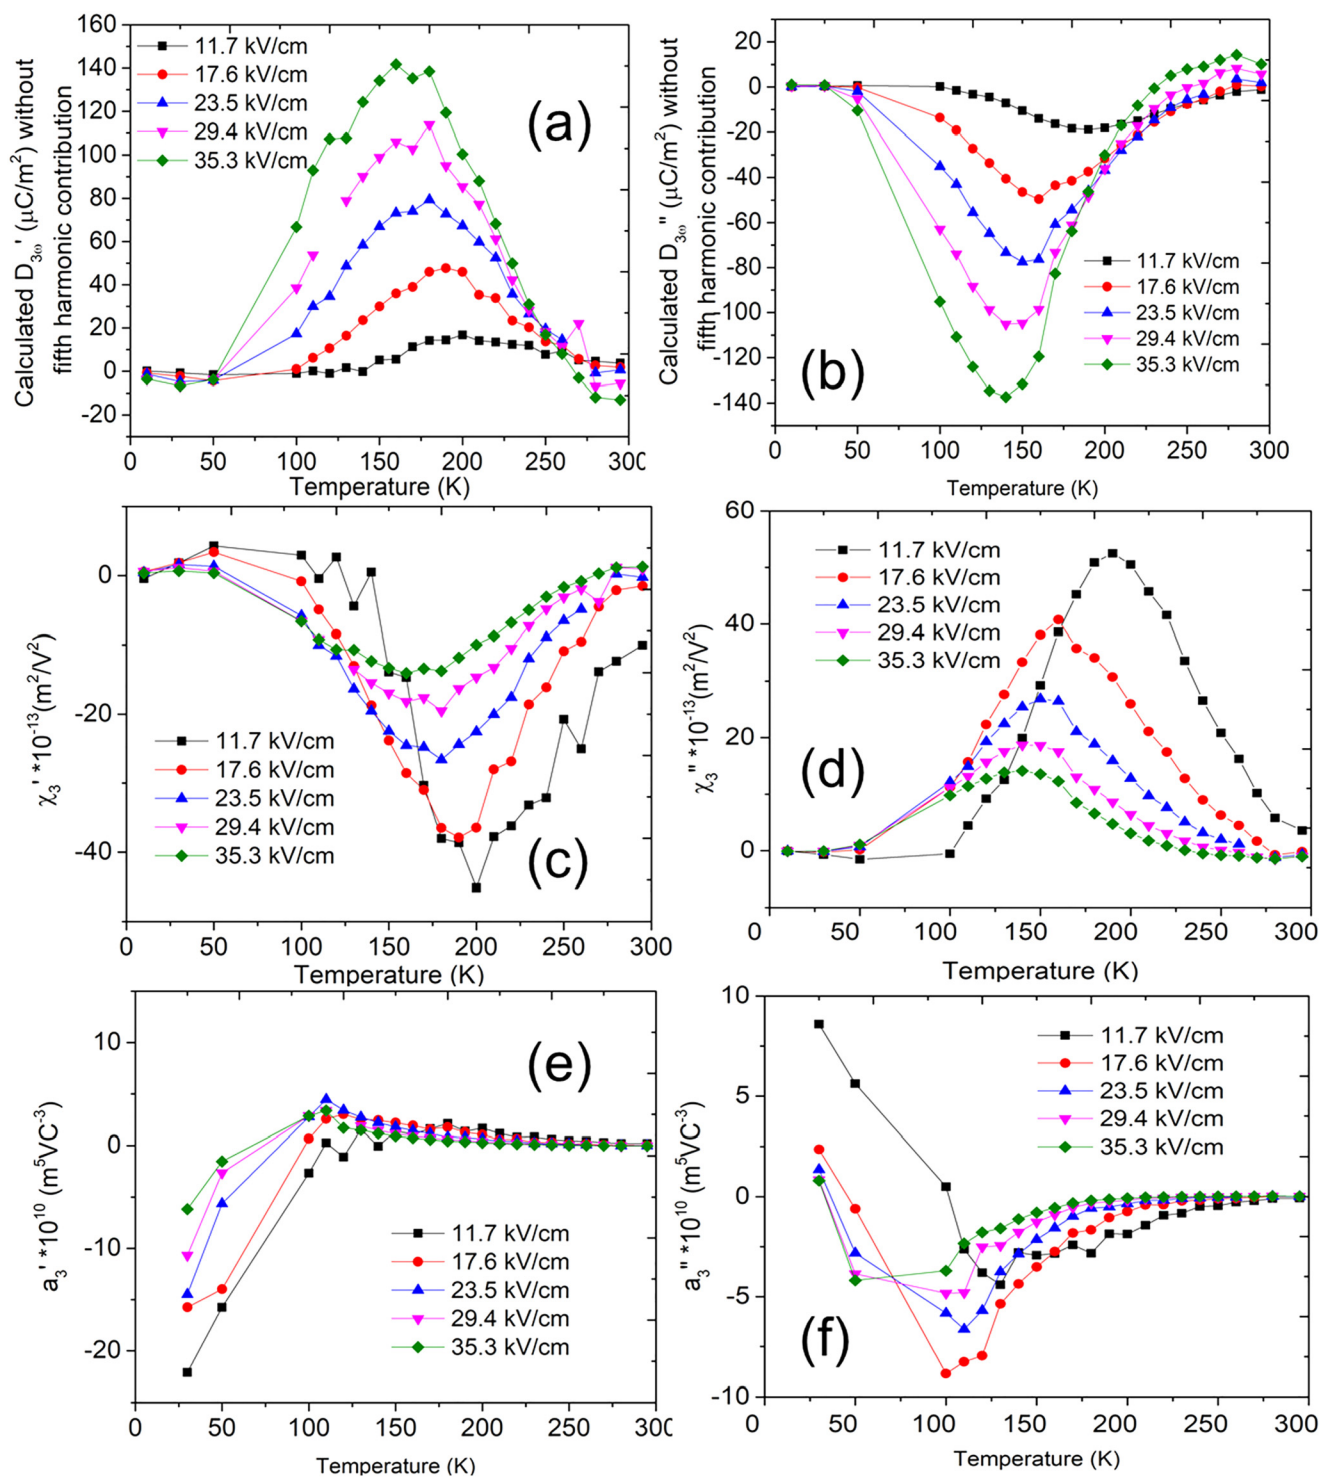 Calculated D3ω' (μC/m²) without
fifth harmonic contribution
160
140
120
100
80
60
40
20
0
-20
11.7 kV/cm
17.6 kV/cm
23.5 kV/cm
29.4 kV/cm
35.3 kV/cm
(a)
0
50
100
150
200
250
300
Temperature (K)
Calculated D3ω'' (μC/m²) without
fifth harmonic contribution
20
0
-20
-40
-60
-80
-100
-120
-140
11.7 kV/cm
17.6 kV/cm
23.5 kV/cm
29.4 kV/cm
35.3 kV/cm
(b)
0
50
100
150
200
250
300
Temperature (K)
χ3' *10-13(m²/V²)
0
-20
-40
11.7 kV/cm
17.6 kV/cm
23.5 kV/cm
29.4 kV/cm
35.3 kV/cm
(c)
0
50
100
150
200
250
300
Temperature (K)
χ3'' *10-13(m²/V²)
60
40
20
0
11.7 kV/cm
17.6 kV/cm
23.5 kV/cm
29.4 kV/cm
35.3 kV/cm
(d)
0
50
100
150
200
250
300
Temperature (K)
a3' *10¹⁰ (m⁵VC⁻³)
10
0
-10
-20
(e)
11.7 kV/cm
17.6 kV/cm
23.5 kV/cm
29.4 kV/cm
35.3 kV/cm
0
50
100
150
200
250
300
Temperature (K)
a3'' *10¹⁰ (m⁵VC⁻³)
10
5
0
-5
-10
11.7 kV/cm
17.6 kV/cm
23.5 kV/cm
29.4 kV/cm
35.3 kV/cm
(f)
0
50
100
150
200
250
300
Temperature (K)